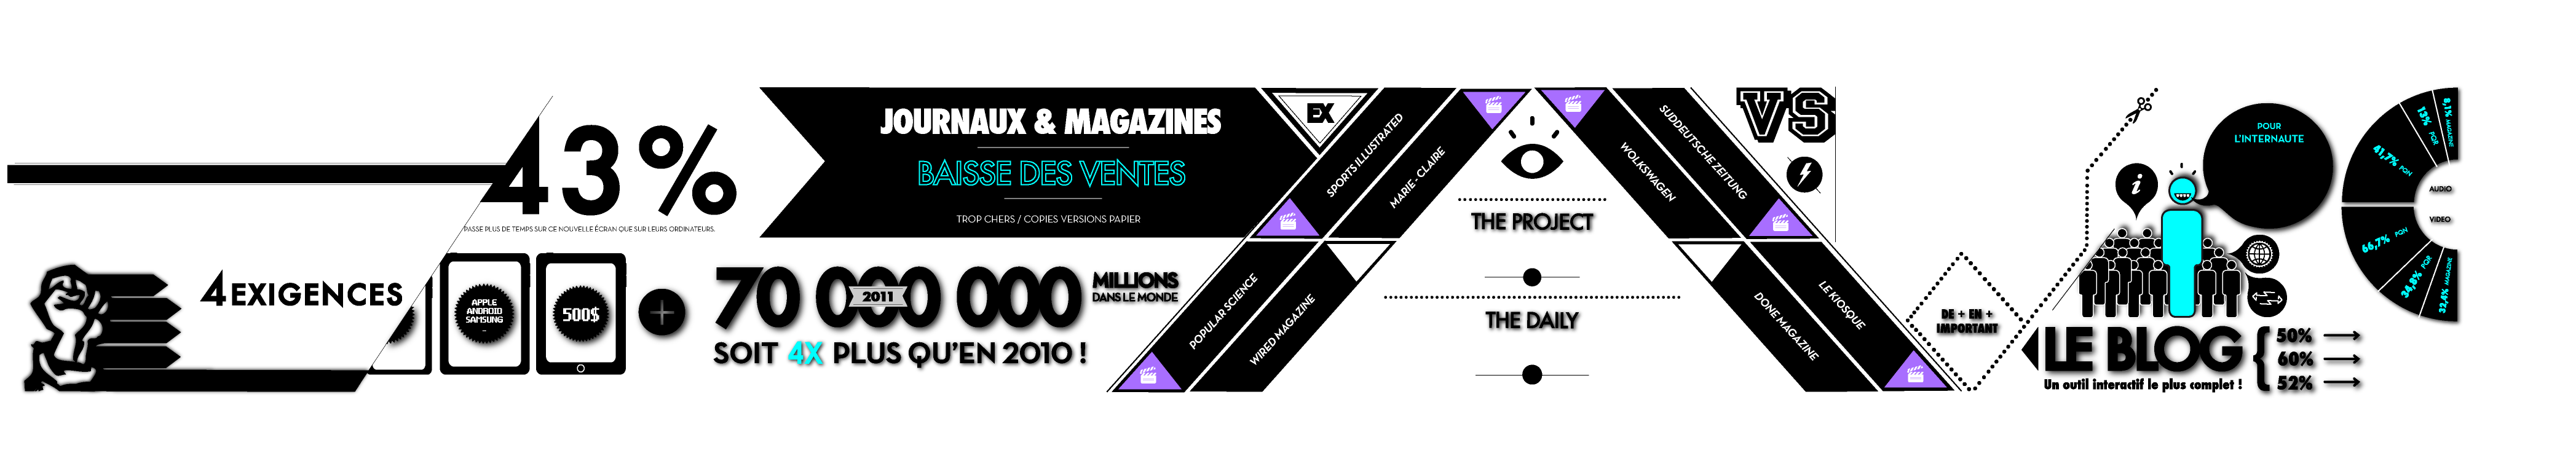 43%
PASSE PLUS DE TEMPS SUR CE NOUVELLE ÉCRAN QUE SUR LEURS ORDINATEURS.
4 EXIGENCES
APPLE
ANDROID
SAMSUNG
500$
JOURNAUX & MAGAZINES
BAISSE DES VENTES
TROP CHERS / COPIES VERSIONS PAPIER
70 000 000
2011
MILLIONS
DANS LE MONDE
SOIT 4X PLUS QU'EN 2010 !
EX
SPORTS ILLUSTRATED
MARIE - CLAIRE
POPULAR SCIENCE
WIRED MAGAZINE
THE PROJECT
THE DAILY
SUDDEUTSCHE ZEITUNG
WOLKSWAGEN
LE KIOSQUE
DONE MAGAZINE
VS
DE + EN +
IMPORTANT
i
POUR
L'INTERNAUTE
LE BLOG
Un outil interactif le plus complet !
50%
60%
52%
8,1% MAGAZINE
13% PQR
41,7% PQN
AUDIO
VIDEO
66,7% PQN
34,8% PQR
32,4% MAGAZINE